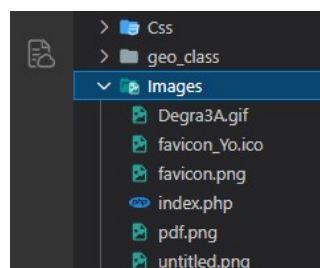 Css
geo_class
Images
Degra3A.gif
favicon_Yo.ico
favicon.png
index.php
pdf.png
untitled.png